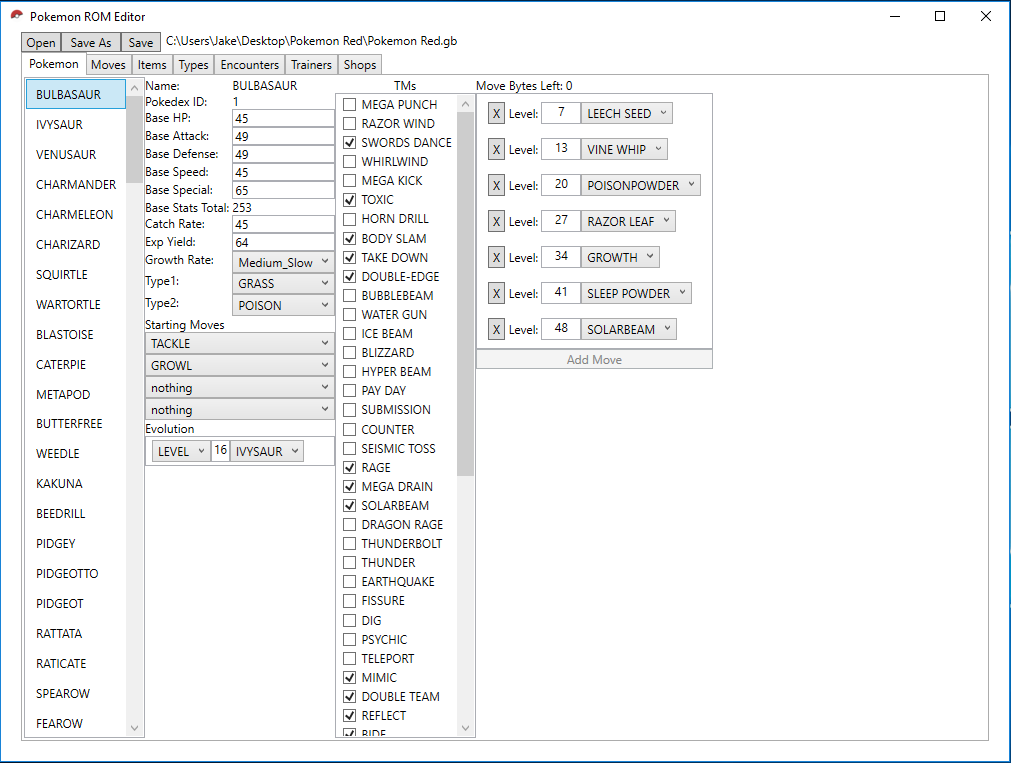 Pokemon ROM Editor
Open Save As Save C:\Users\Jake\Desktop\Pokemon Red\Pokemon Red.gb
Pokemon Moves Items Types Encounters Trainers Shops
BULBASAUR
IVYSAUR
VENUSAUR
CHARMANDER
CHARMELEON
CHARIZARD
SQUIRTLE
WARTORTLE
BLASTOISE
CATERPIE
METAPOD
BUTTERFREE
WEEDLE
KAKUNA
BEEDRILL
PIDGEY
PIDGEOTTO
PIDGEOT
RATTATA
RATICATE
SPEAROW
FEAROW
Name: BULBASAUR
Pokedex ID: 1
Base HP: 45
Base Attack: 49
Base Defense: 49
Base Speed: 45
Base Special: 65
Base Stats Total: 253
Catch Rate: 45
Exp Yield: 64
Growth Rate: Medium_Slow
Type1: GRASS
Type2: POISON
Starting Moves
TACKLE
GROWL
nothing
nothing
Evolution
LEVEL 16 IVYSAUR
TMs
MEGA PUNCH
RAZOR WIND
SWORDS DANCE
WHIRLWIND
MEGA KICK
TOXIC
HORN DRILL
BODY SLAM
TAKE DOWN
DOUBLE-EDGE
BUBBLEBEAM
WATER GUN
ICE BEAM
BLIZZARD
HYPER BEAM
PAY DAY
SUBMISSION
COUNTER
SEISMIC TOSS
RAGE
MEGA DRAIN
SOLARBEAM
DRAGON RAGE
THUNDERBOLT
THUNDER
EARTHQUAKE
FISSURE
DIG
PSYCHIC
TELEPORT
MIMIC
DOUBLE TEAM
REFLECT
BIDE
Move Bytes Left: 0
X Level: 7 LEECH SEED
X Level: 13 VINE WHIP
X Level: 20 POISONPOWDER
X Level: 27 RAZOR LEAF
X Level: 34 GROWTH
X Level: 41 SLEEP POWDER
X Level: 48 SOLARBEAM
Add Move